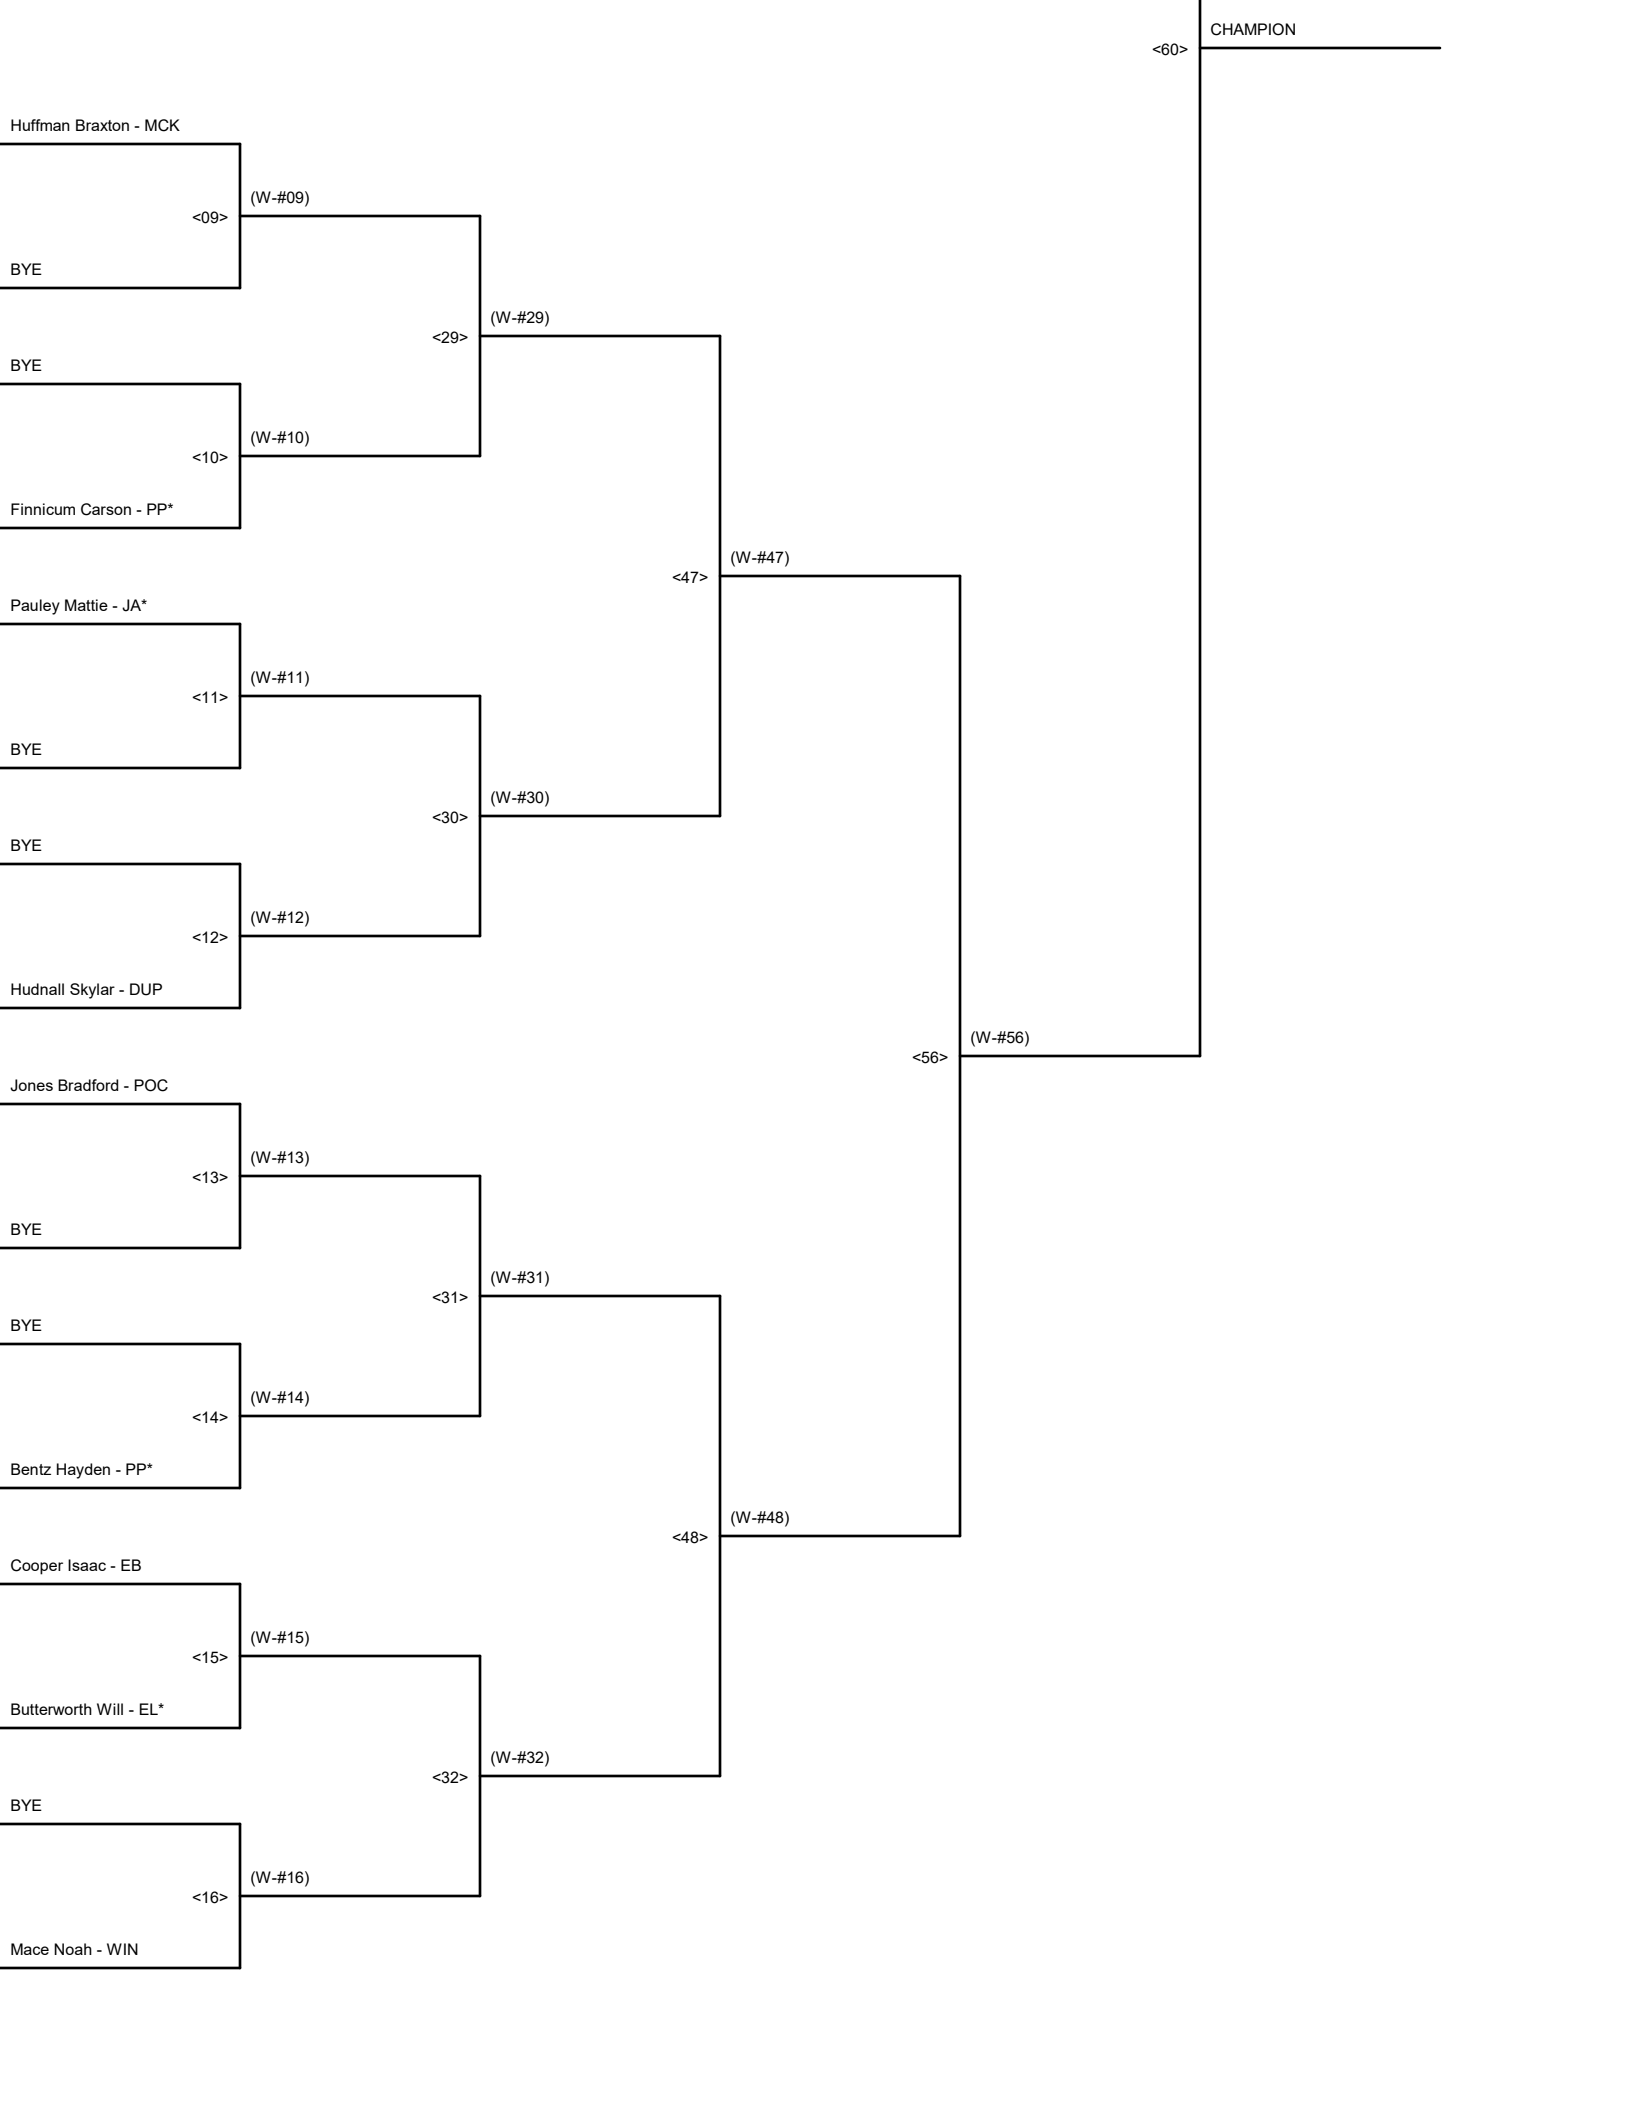 CHAMPION
<60>
Huffman Braxton - MCK
(W-#09)
<09>
BYE
(W-#29)
<29>
BYE
(W-#10)
<10>
Finnicum Carson - PP*
(W-#47)
<47>
Pauley Mattie - JA*
(W-#11)
<11>
BYE
(W-#30)
<30>
BYE
(W-#12)
<12>
Hudnall Skylar - DUP
(W-#56)
<56>
Jones Bradford - POC
(W-#13)
<13>
BYE
(W-#31)
<31>
BYE
(W-#14)
<14>
Bentz Hayden - PP*
(W-#48)
<48>
Cooper Isaac - EB
(W-#15)
<15>
Butterworth Will - EL*
(W-#32)
<32>
BYE
(W-#16)
<16>
Mace Noah - WIN